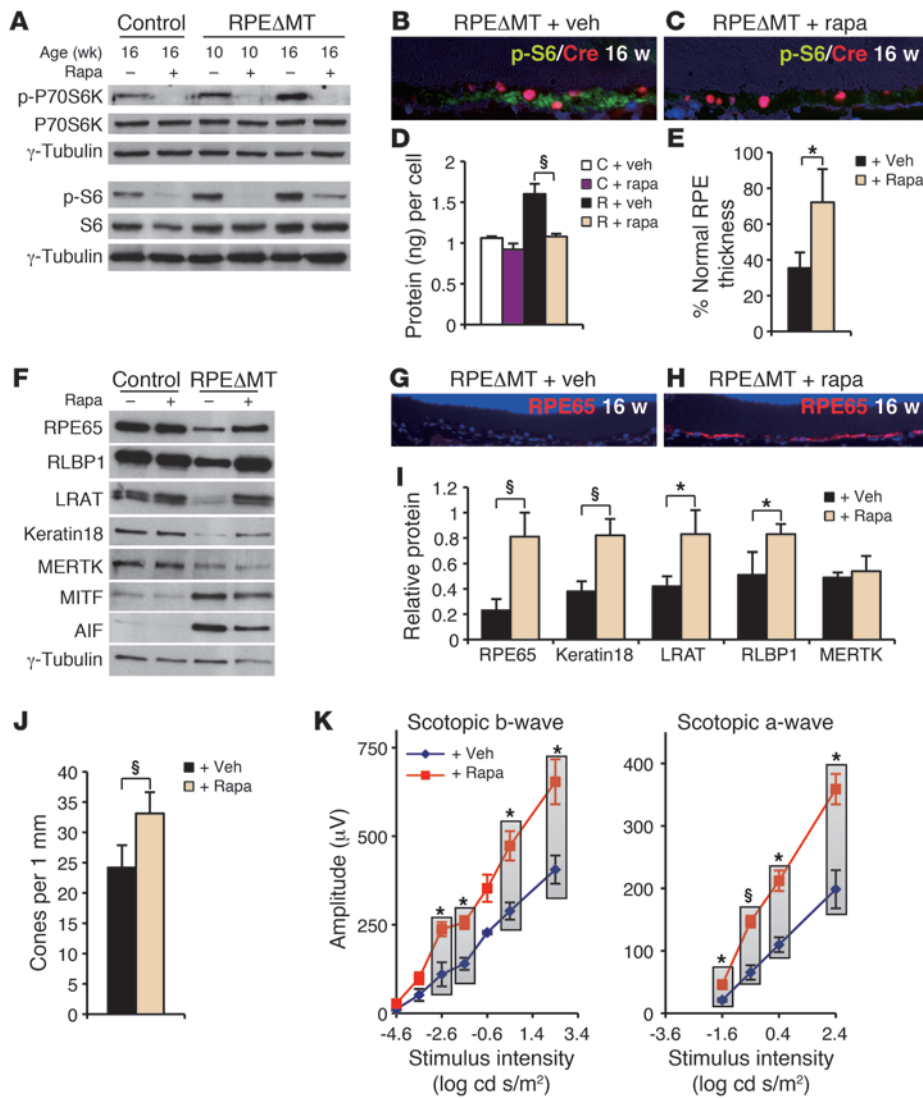 A
Control RPEΔMT
Age (wk) 16 16 10 10 16 16
Rapa – + – + – +
p-P70S6K
P70S6K
γ-Tubulin
p-S6
S6
γ-Tubulin
B RPEΔMT + veh
p-S6/Cre 16 w
C RPEΔMT + rapa
p-S6/Cre 16 w
D
Protein (ng) per cell
2
1.5
1
0.5
0
§
C + veh
C + rapa
R + veh
R + rapa
E
% Normal RPE
thickness
100
80
60
40
20
0
*
+ Veh
+ Rapa
F
Control RPEΔMT
Rapa – + – +
RPE65
RLBP1
LRAT
Keratin18
MERTK
MITF
AIF
γ-Tubulin
G RPEΔMT + veh
RPE65 16 w
H RPEΔMT + rapa
RPE65 16 w
I
Relative protein
1.2
0.8
0.4
0
§ § * *
+ Veh
+ Rapa
RPE65 Keratin18 LRAT RLBP1 MERTK
J
Cones per 1 mm
40
35
30
25
20
15
10
5
0
§
+ Veh
+ Rapa
K
Scotopic b-wave
+ Veh
+ Rapa
Amplitude (μV)
750
500
250
0
* * * *
-4.6 -2.6 -0.6 1.4 3.4
Stimulus intensity
(log cd s/m²)
Scotopic a-wave
400
300
200
100
0
* § * *
-3.6 -1.6 0.4 2.4
Stimulus intensity
(log cd s/m²)